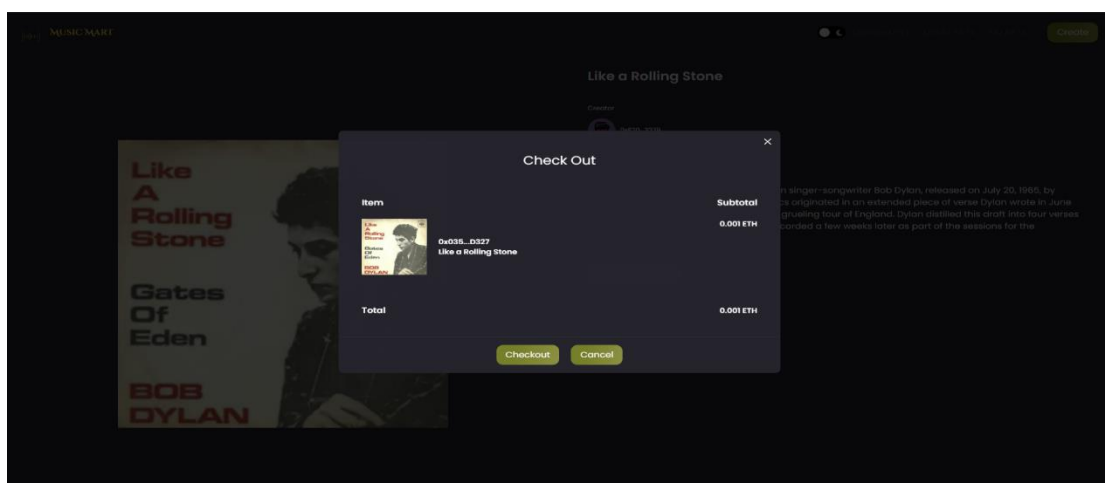 MUSIC MART
Create
Like a Rolling Stone
Creator
Like
A
Rolling
Stone
Gates
Of
Eden
BOB
DYLAN
Check Out
Item
Subtotal
Like
A
Rolling
Stone
Gates
Of
Eden
BOB
DYLAN
0x035...D327
Like a Rolling Stone
0.001 ETH
Total
0.001 ETH
Checkout
Cancel
n singer-songwriter Bob Dylan, released on July 20, 1965, by
cs originated in an extended piece of verse Dylan wrote in June
grueling tour of England. Dylan distilled this draft into four verses
corded a few weeks later as part of the sessions for the